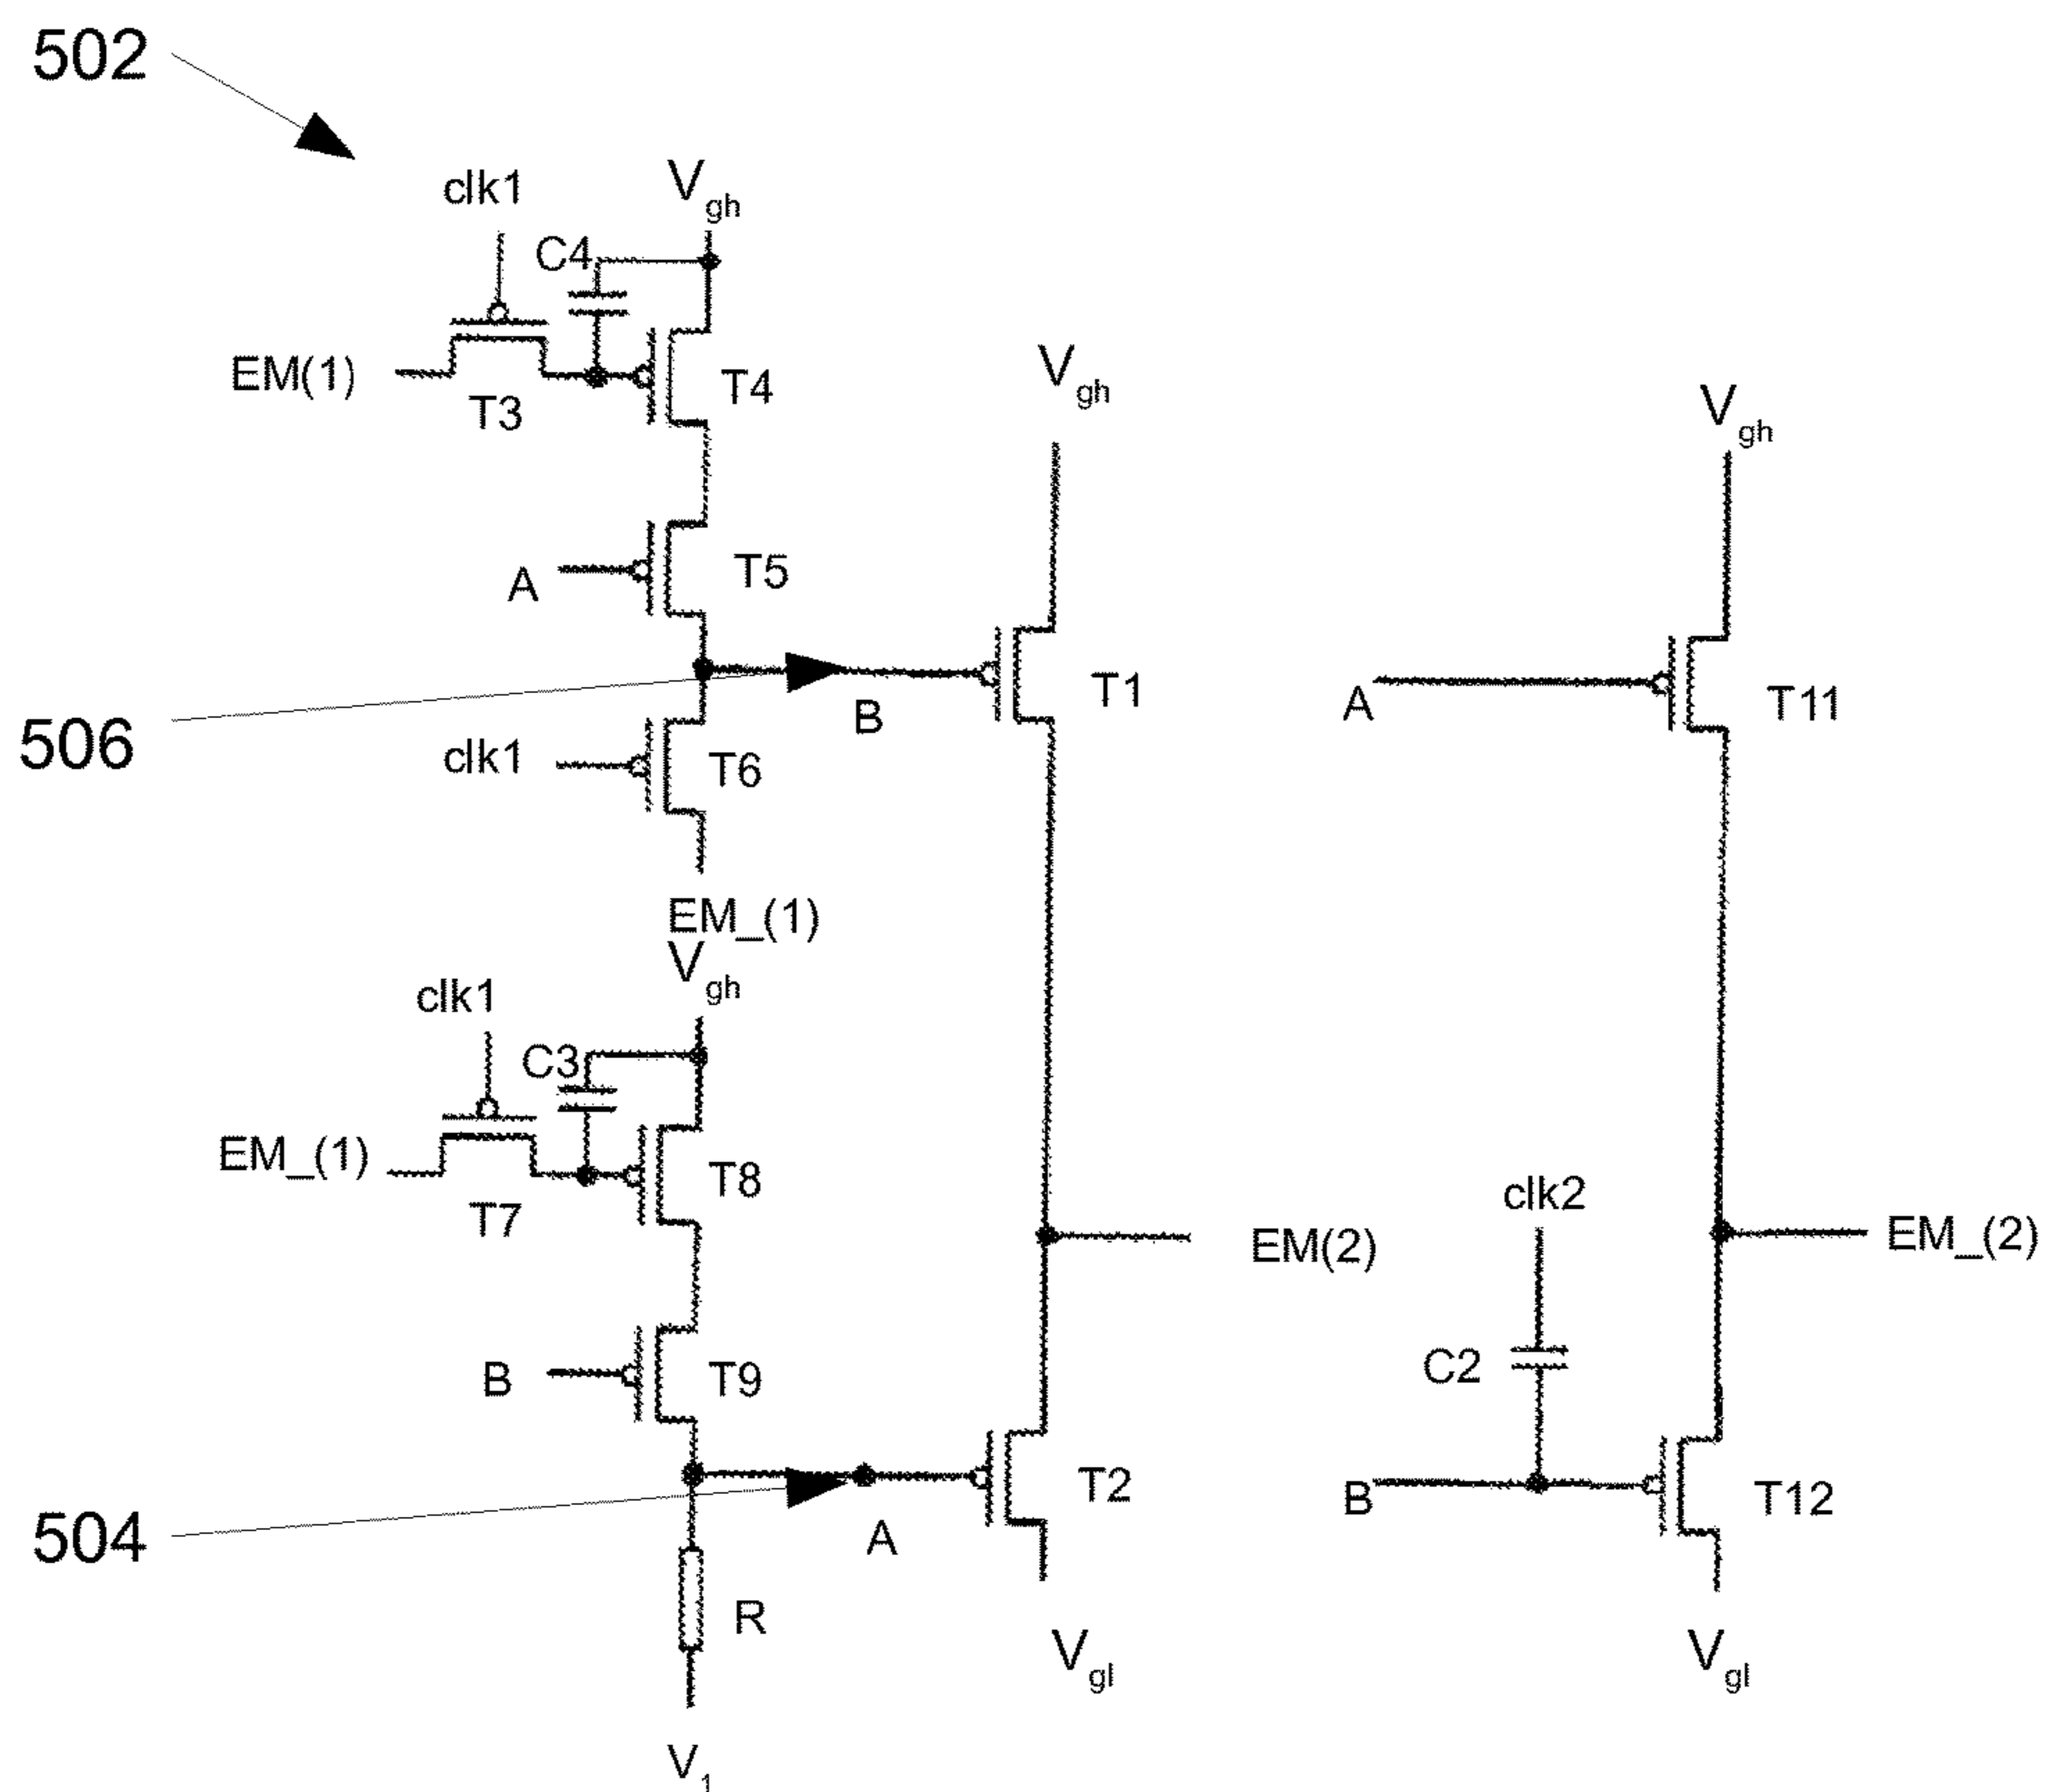 502
clk1
Vgh
C4
EM(1)
T3
T4
Vgh
Vgh
A
T5
506
B
T1
A
T11
clk1
T6
EM_(1)
Vgh
clk1
C3
EM_(1)
T7
T8
clk2
EM(2)
EM_(2)
B
T9
C2
504
A
T2
B
T12
R
Vgl
Vgl
V1